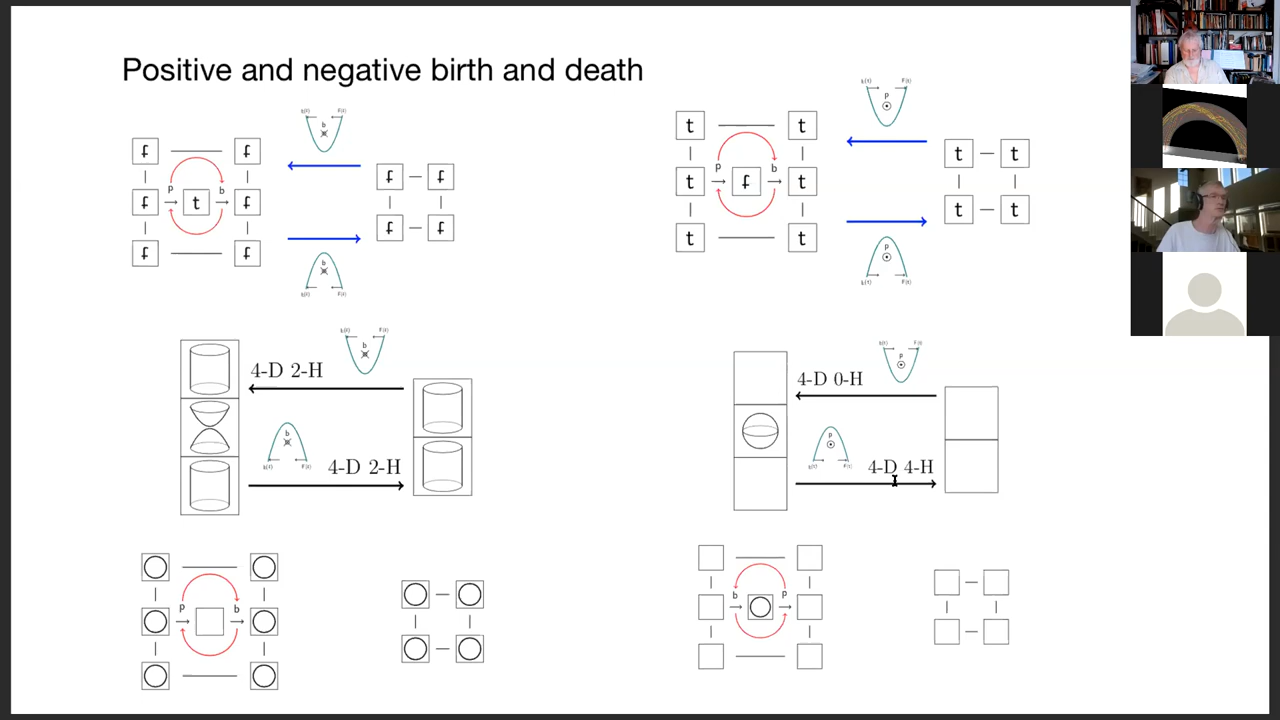 Positive and negative birth and death
f f
p b
f t f
f f
b
f f
f f
b
t t
p b
t f t
t t
p
t t
t t
p
b
4-D 2-H
b
4-D 2-H
p
4-D 0-H
p
4-D 4-H
p b
b p